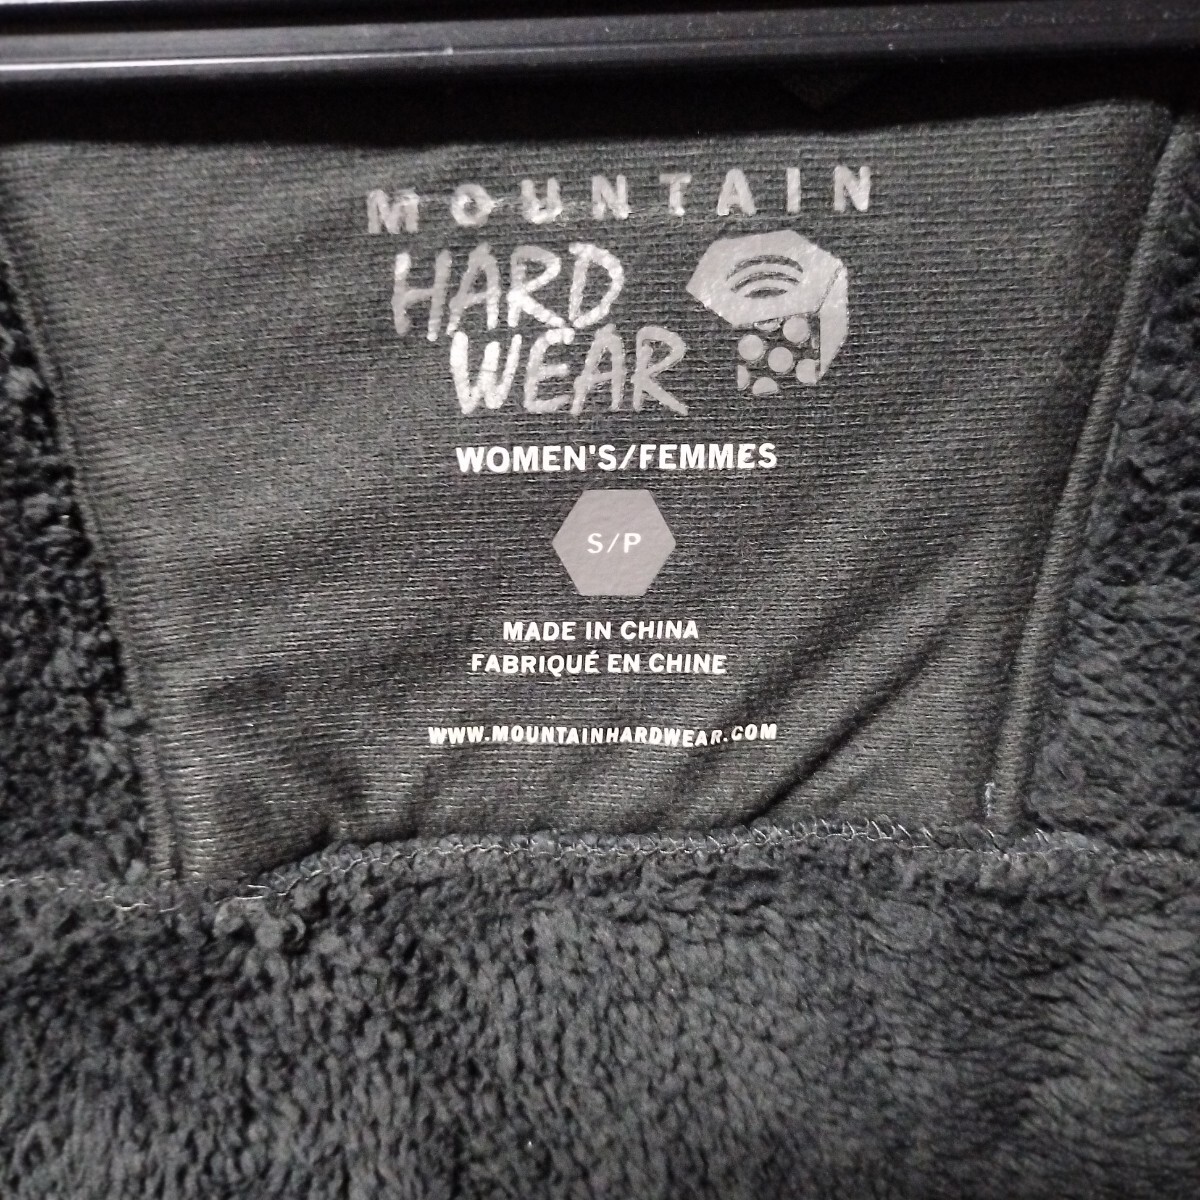 MOUNTAIN
HARD
WEAR
WOMEN'S/FEMMES
S/P
MADE IN CHINA
FABRIQUÉ EN CHINE
WWW.MOUNTAINHARDWEAR.COM